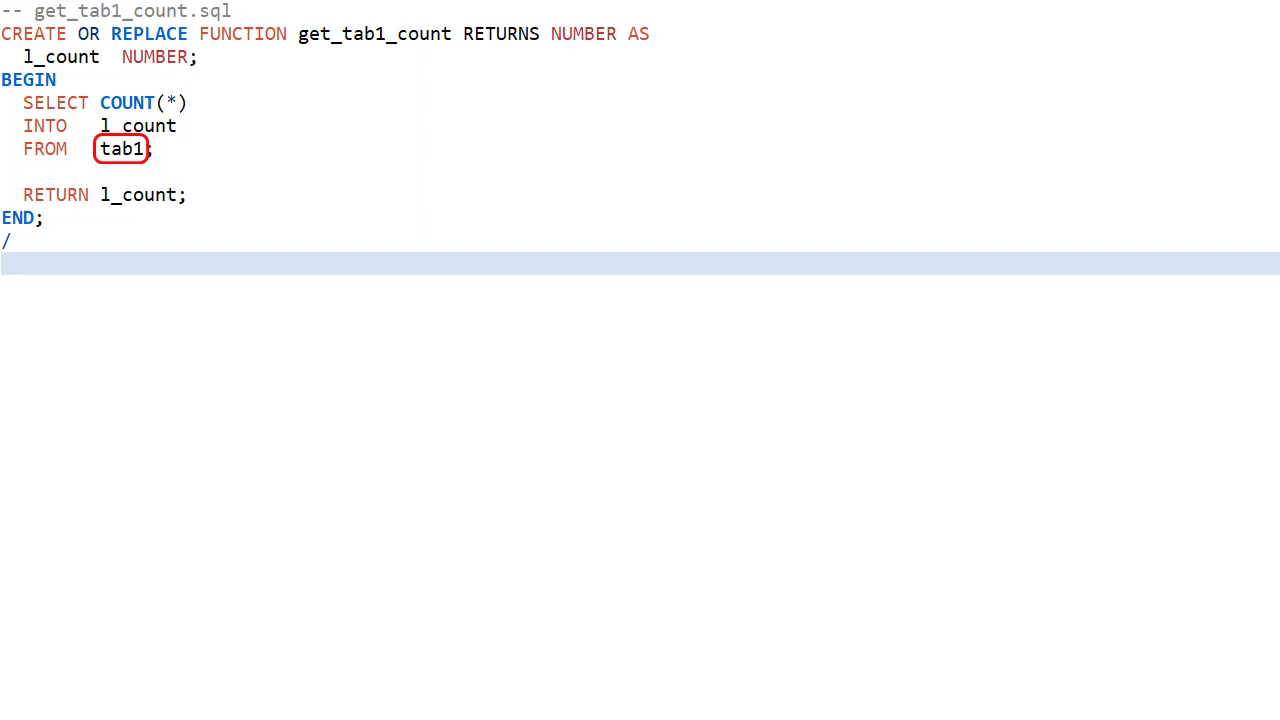 -- get_tab1_count.sql
CREATE OR REPLACE FUNCTION get_tab1_count RETURNS NUMBER AS
  l_count  NUMBER;
BEGIN
  SELECT COUNT(*)
  INTO   l_count
  FROM   tab1;

  RETURN l_count;
END;
/